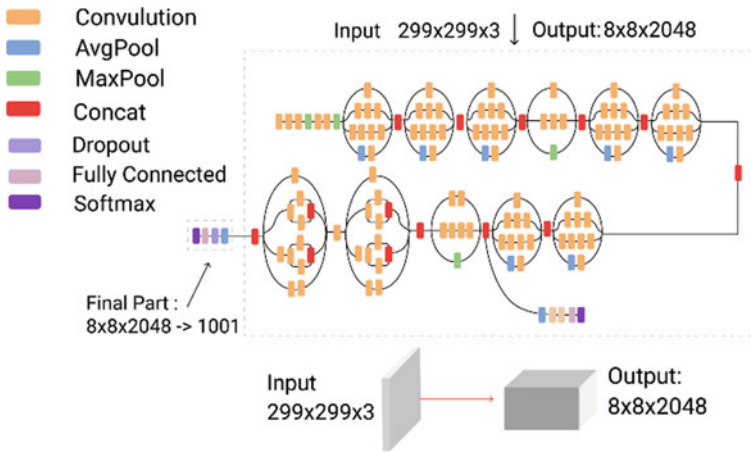 Convulution
AvgPool
MaxPool
Concat
Dropout
Fully Connected
Softmax
Input 299x299x3 Output:8x8x2048
Final Part :
8x8x2048 -> 1001
Input
299x299x3
Output:
8x8x2048